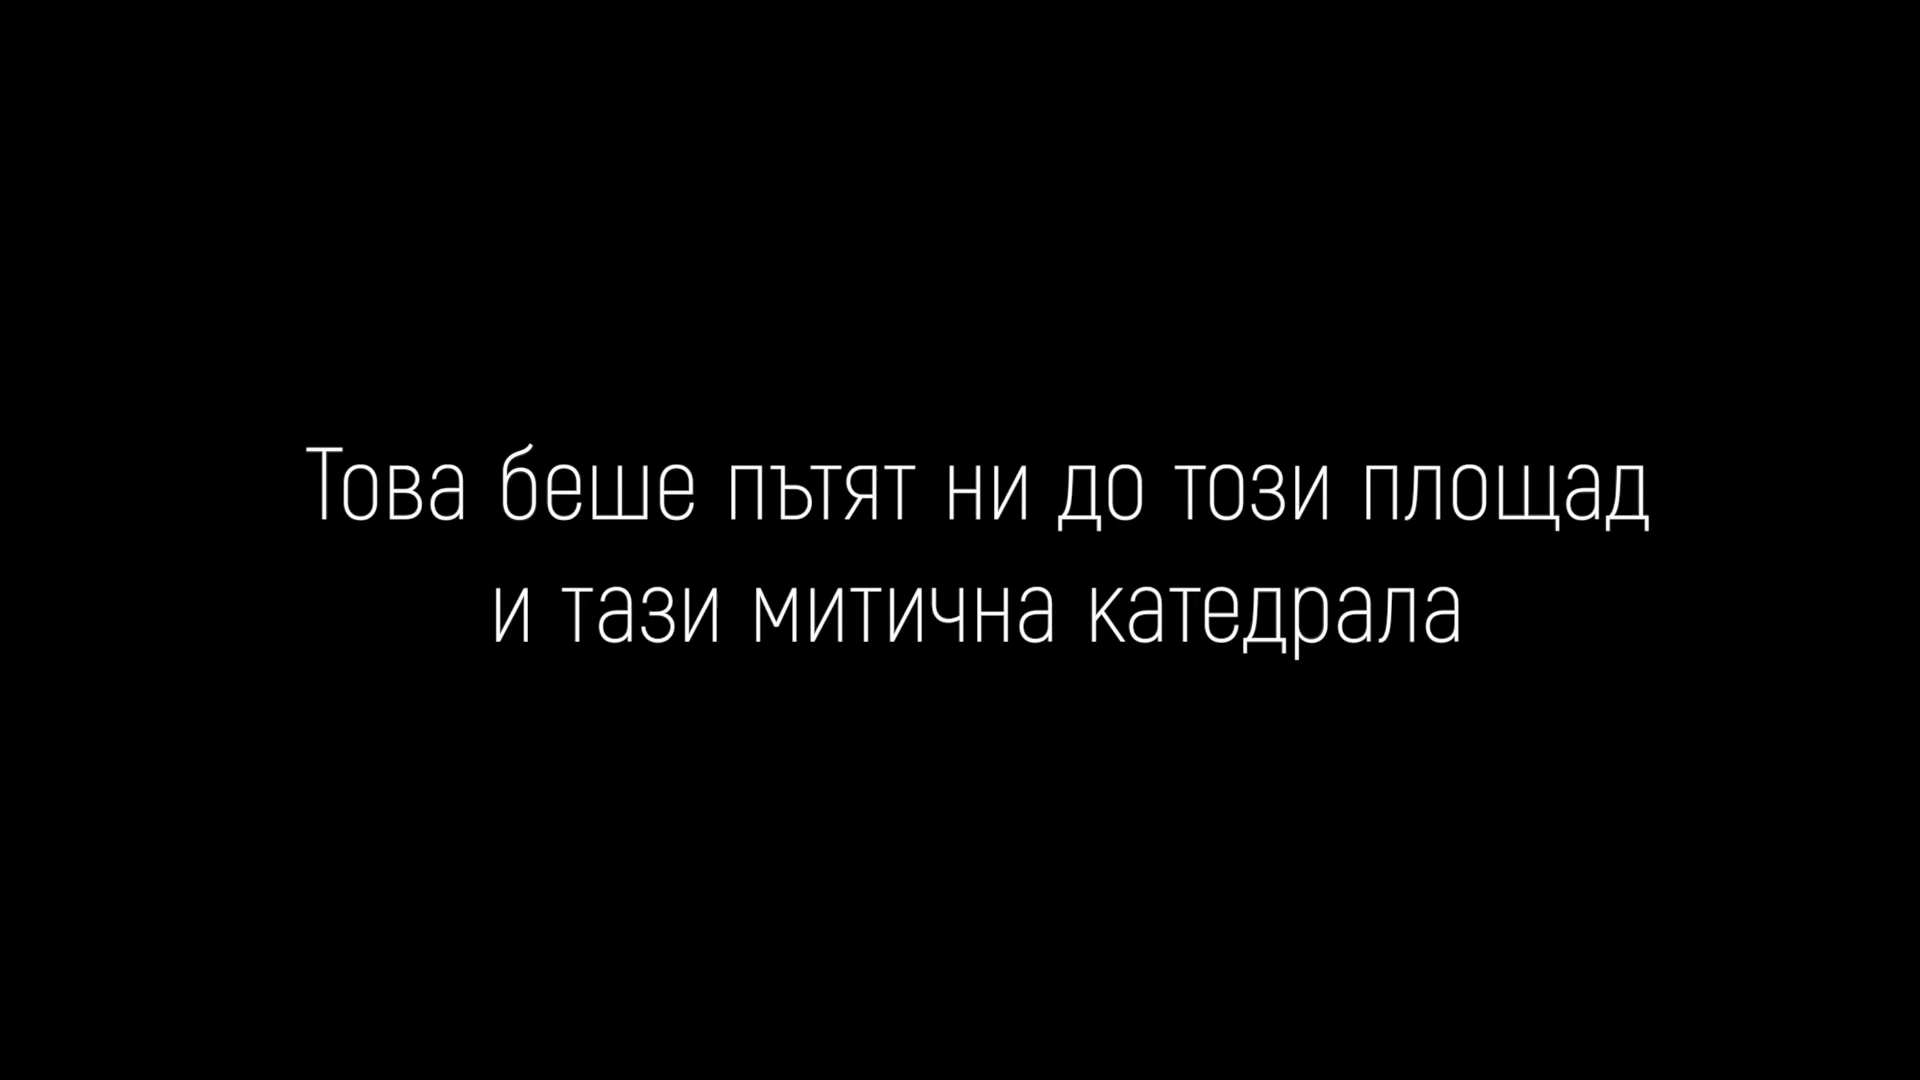 Това беше пътят ни до този площад
и тази митична катедрала